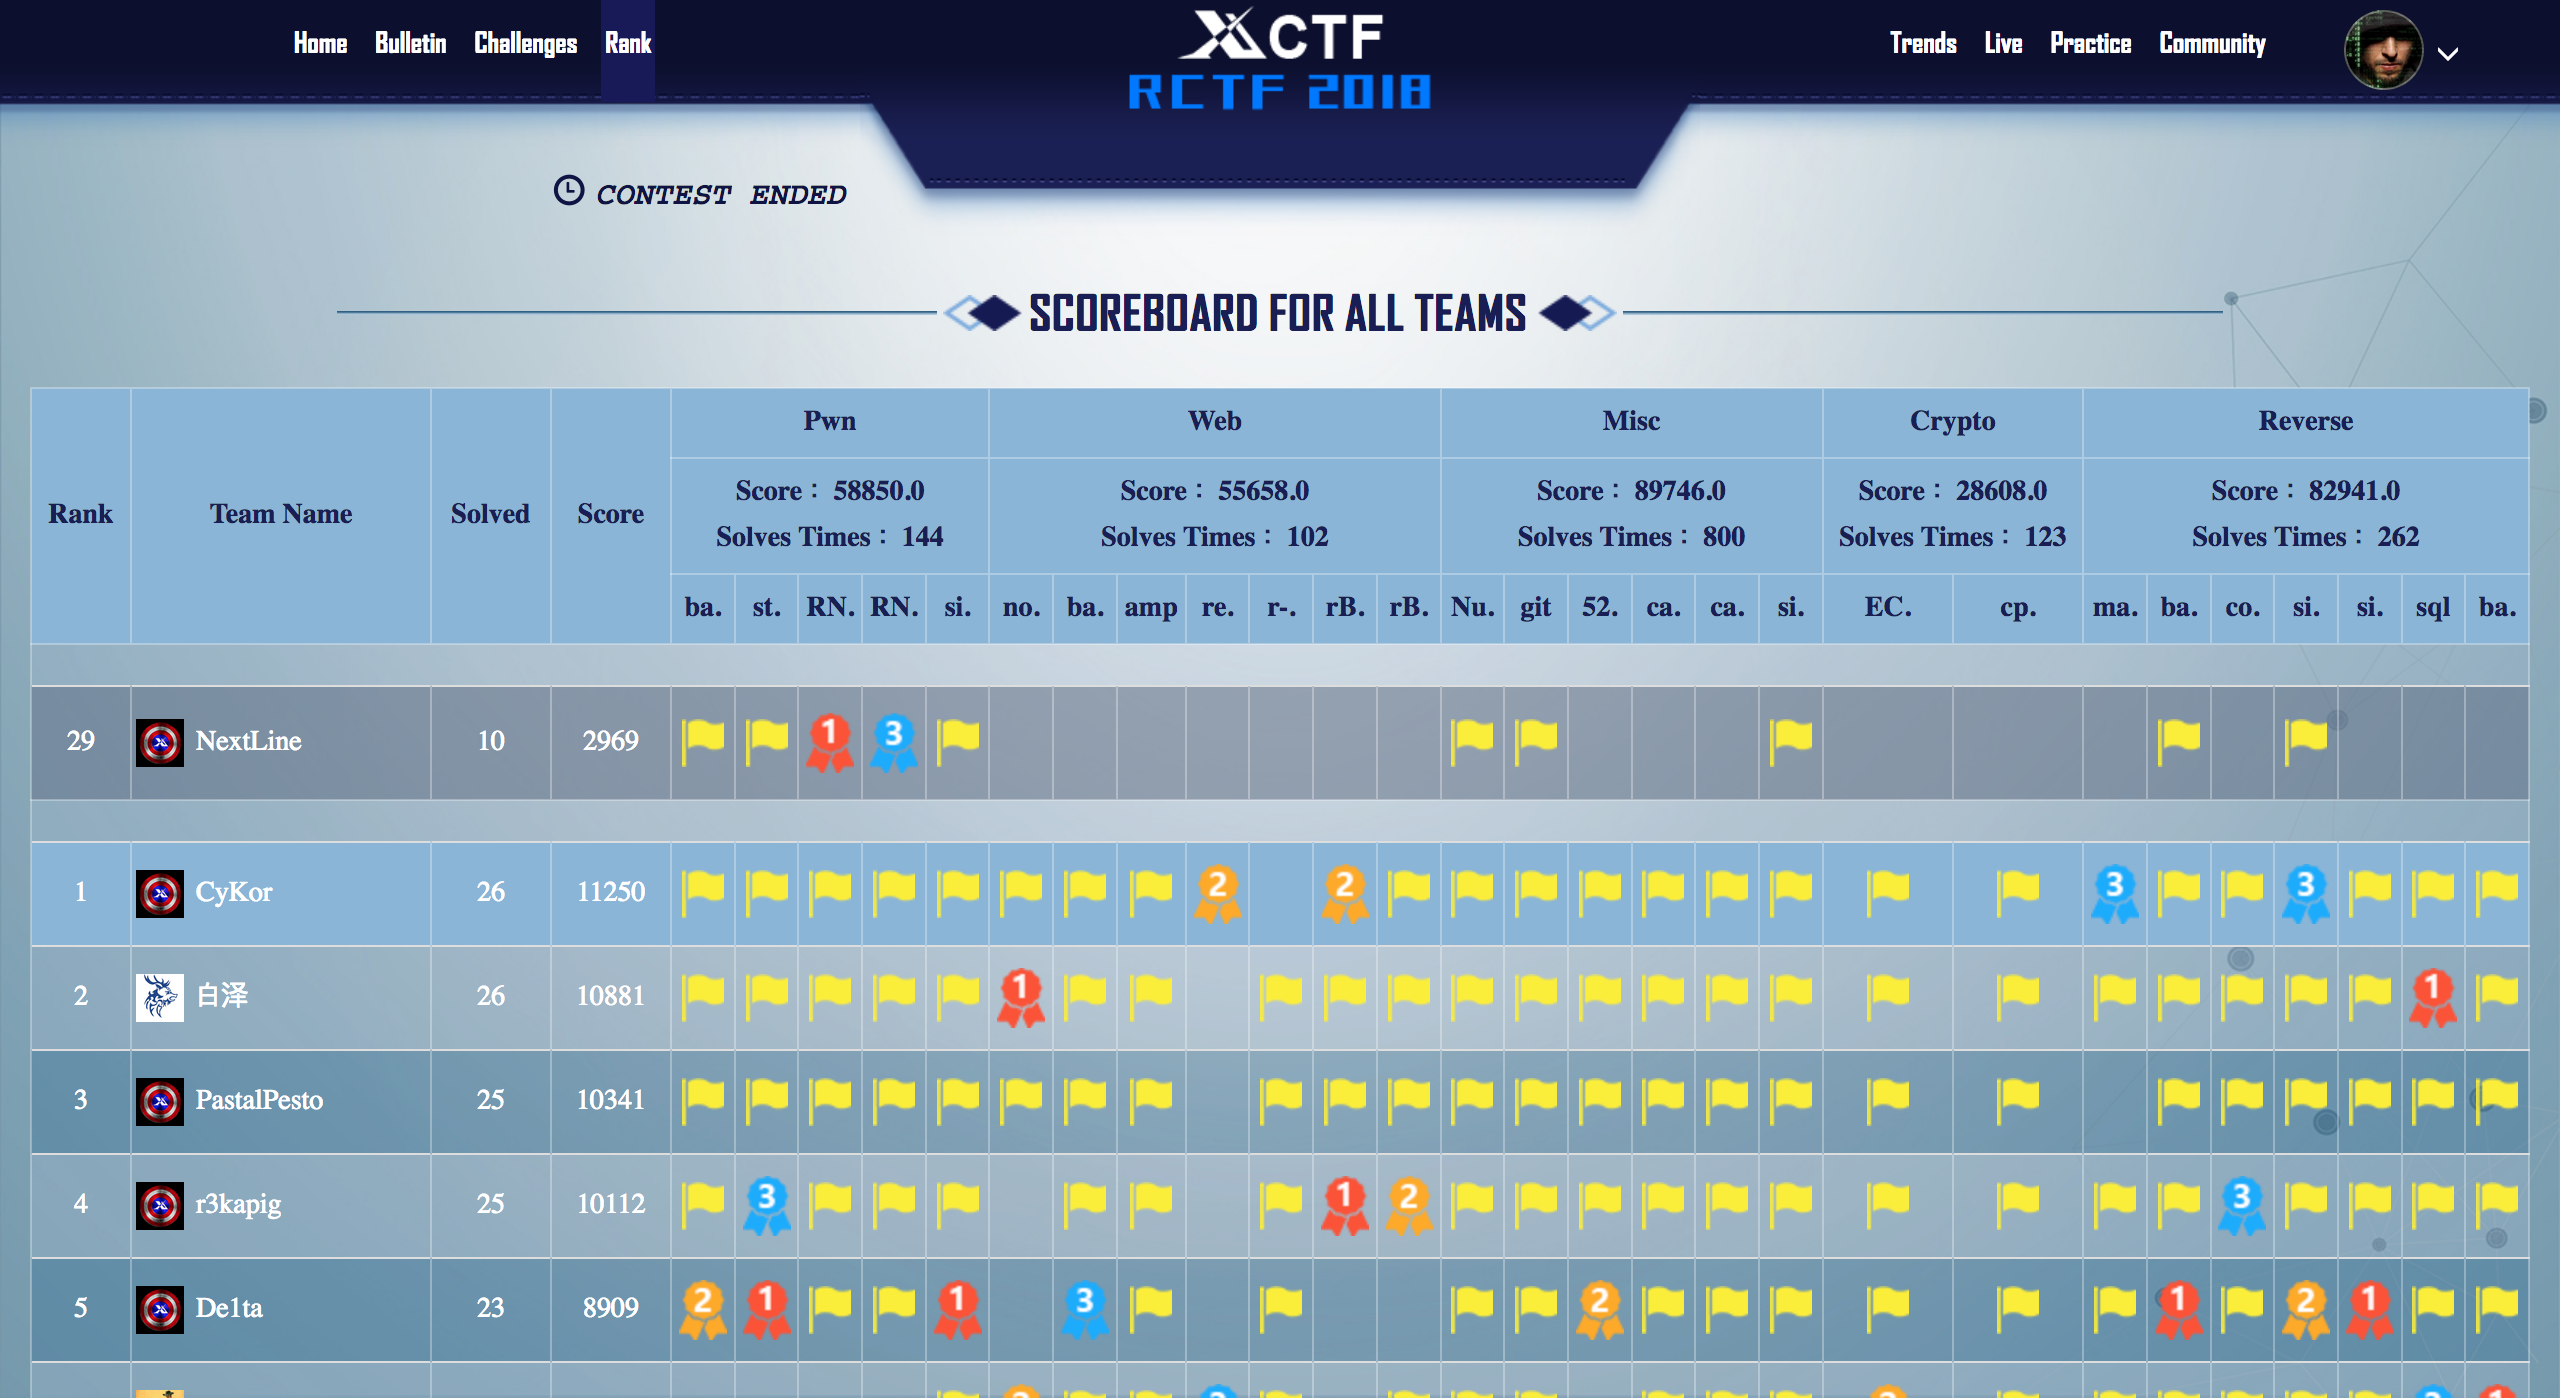 Home Bulletin Challenges Rank
XCTF
RCTF 2018
Trends Live Practice Community
CONTEST ENDED
SCOREBOARD FOR ALL TEAMS
Rank Team Name Solved Score
Pwn Web Misc Crypto Reverse
Score： 58850.0 Score： 55658.0 Score： 89746.0 Score： 28608.0 Score： 82941.0
Solves Times： 144 Solves Times： 102 Solves Times： 800 Solves Times： 123 Solves Times： 262
ba. st. RN. RN. si. no. ba. amp re. r-. rB. rB. Nu. git 52. ca. ca. si. EC. cp. ma. ba. co. si. si. sql ba.
29 NextLine 10 2969 1 3
1 CyKor 26 11250 2 2 3 3
2 白泽 26 10881 1 1
3 PastalPesto 25 10341
4 r3kapig 25 10112 3 1 2 3
5 De1ta 23 8909 2 1 1 3 2 1 2 1